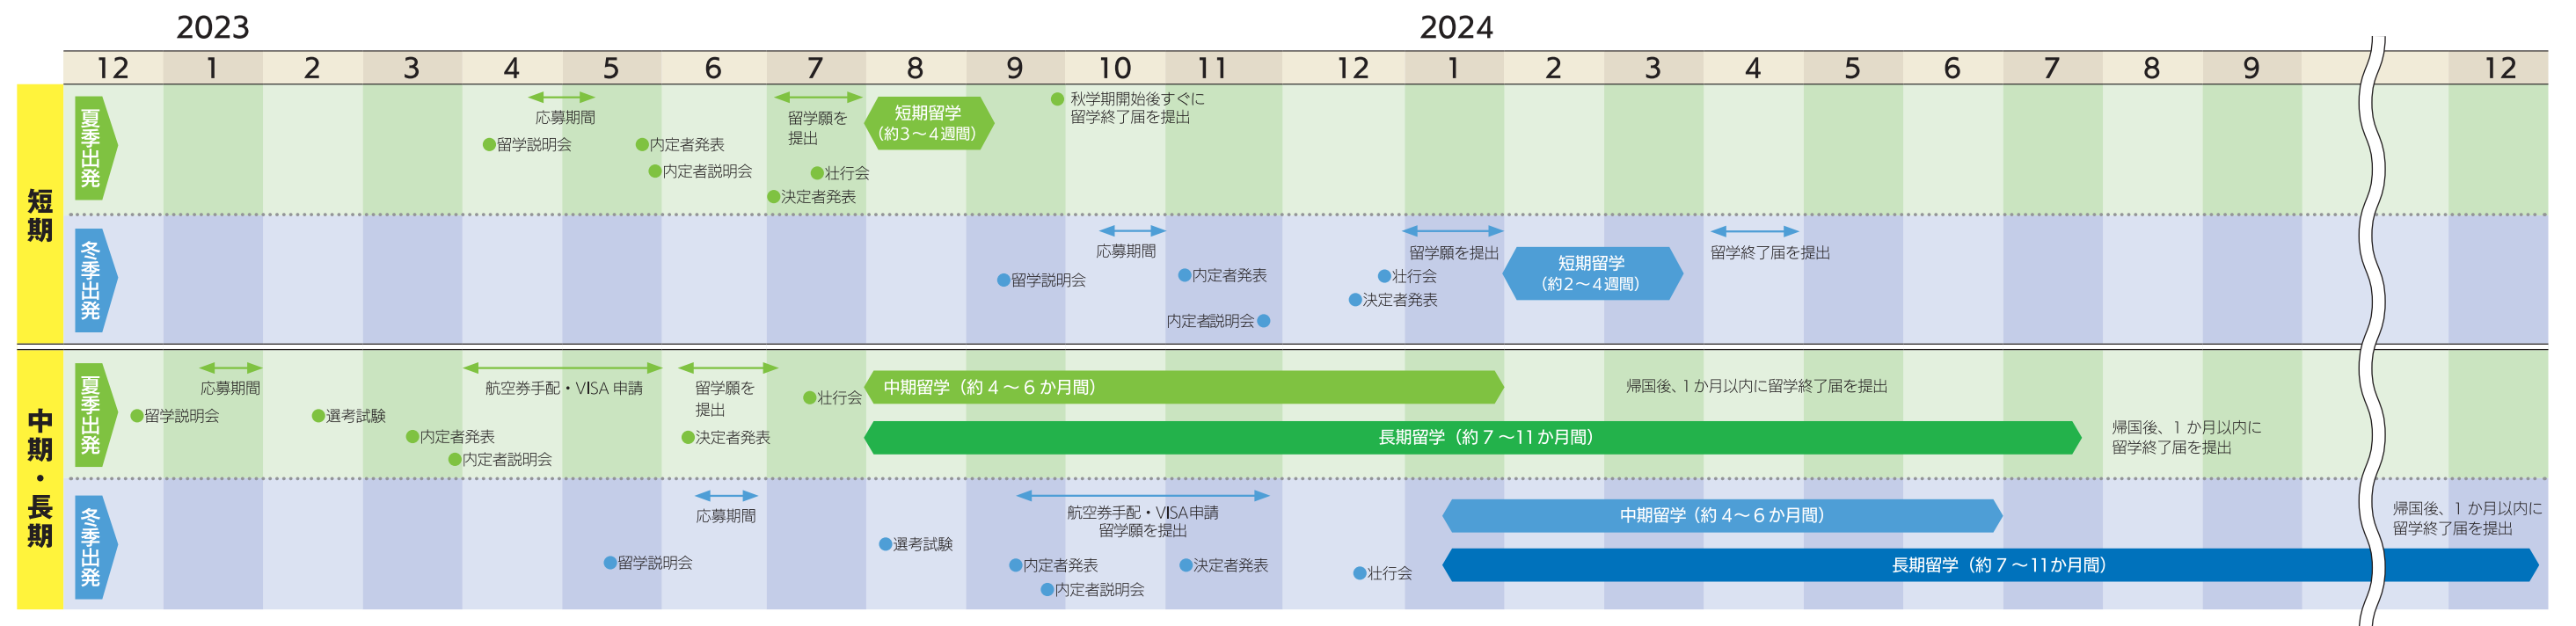 2023
2024
12 1 2 3 4 5 6 7 8 9 10 11 12 1 2 3 4 5 6 7 8 9 12
短期
夏季出発
応募期間
留学説明会
内定者発表
内定者説明会
留学願を
提出
壮行会
決定者発表
短期留学
（約3～4週間）
秋学期開始後すぐに
留学終了届を提出
冬季出発
留学説明会
応募期間
内定者発表
内定者説明会
留学願を提出
壮行会
決定者発表
短期留学
（約2～4週間）
留学終了届を提出
中期・長期
夏季出発
応募期間
留学説明会
選考試験
内定者発表
内定者説明会
航空券手配・VISA 申請
留学願を
提出
決定者発表
壮行会
中期留学（約 4 ～ 6 か月間）
帰国後、1 か月以内に留学終了届を提出
長期留学（約 7 ～11 か月間）
帰国後、1 か月以内に
留学終了届を提出
冬季出発
応募期間
留学説明会
選考試験
航空券手配・VISA申請
留学願を提出
内定者発表
内定者説明会
決定者発表
壮行会
中期留学（約 4～ 6 か月間）
帰国後、1 か月以内に
留学終了届を提出
長期留学（約 7 ～11か月間）